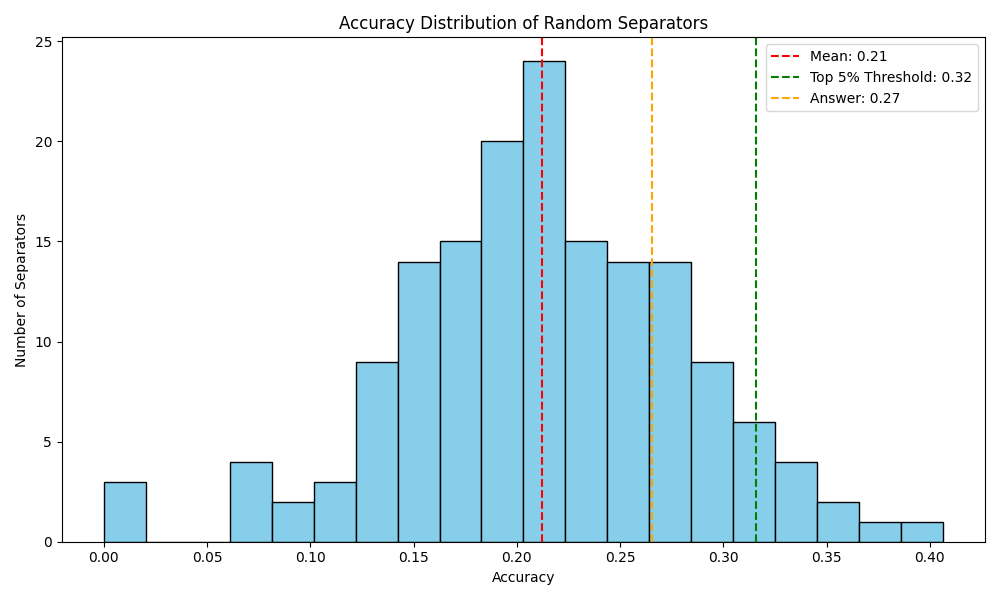 Accuracy Distribution of Random Separators
Mean: 0.21
Top 5% Threshold: 0.32
Answer: 0.27
Number of Separators
25
20
15
10
5
0
0.00 0.05 0.10 0.15 0.20 0.25 0.30 0.35 0.40
Accuracy